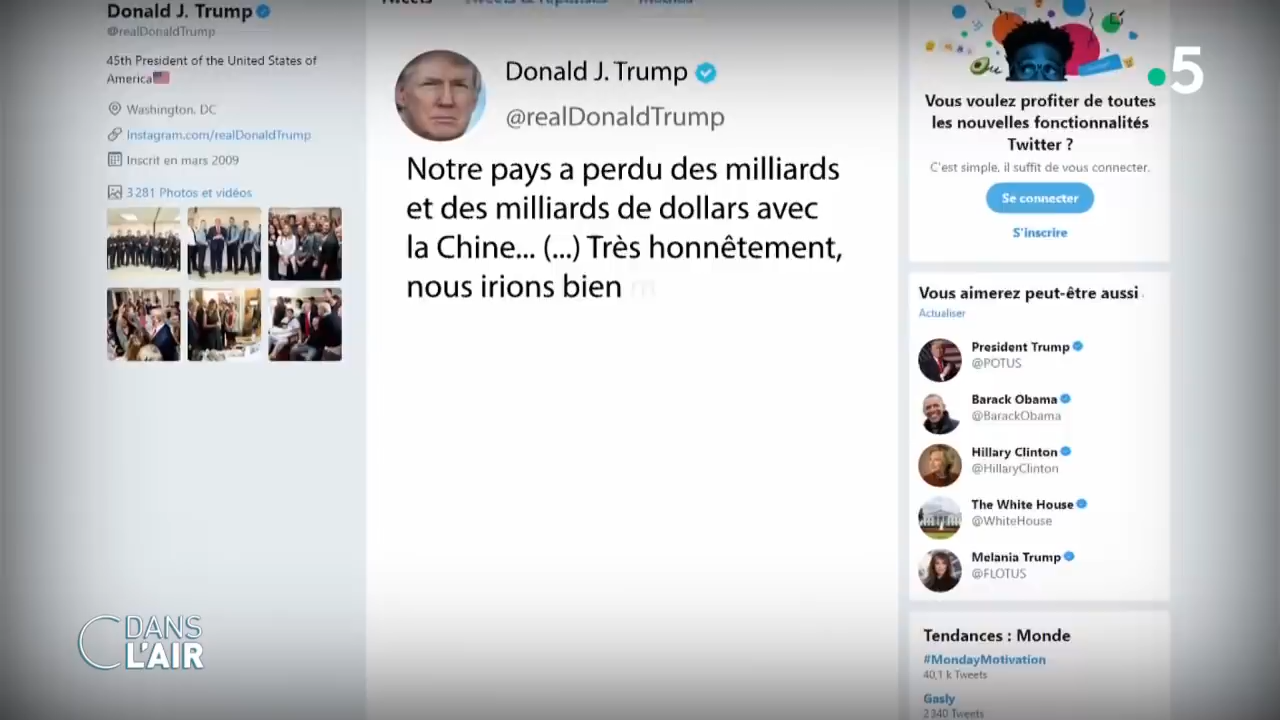 Donald J. Trump
@realDonaldTrump
45th President of the United States of
America
Washington, DC
Instagram.com/realDonaldTrump
Inscrit en mars 2009
3 281 Photos et vidéos
Tweets Tweets & réponses Médias
Donald J. Trump
@realDonaldTrump
Notre pays a perdu des milliards
et des milliards de dollars avec
la Chine... (...) Très honnêtement,
nous irions bien m
5
Vous voulez profiter de toutes
les nouvelles fonctionnalités
Twitter ?
C'est simple, il suffit de vous connecter.
Se connecter
S'inscrire
Vous aimerez peut-être aussi
Actualiser
President Trump
@POTUS
Barack Obama
@BarackObama
Hillary Clinton
@HillaryClinton
The White House
@WhiteHouse
Melania Trump
@FLOTUS
Tendances : Monde
#MondayMotivation
40,1 k Tweets
Gasly
2 340 Tweets
C DANS
L'AIR